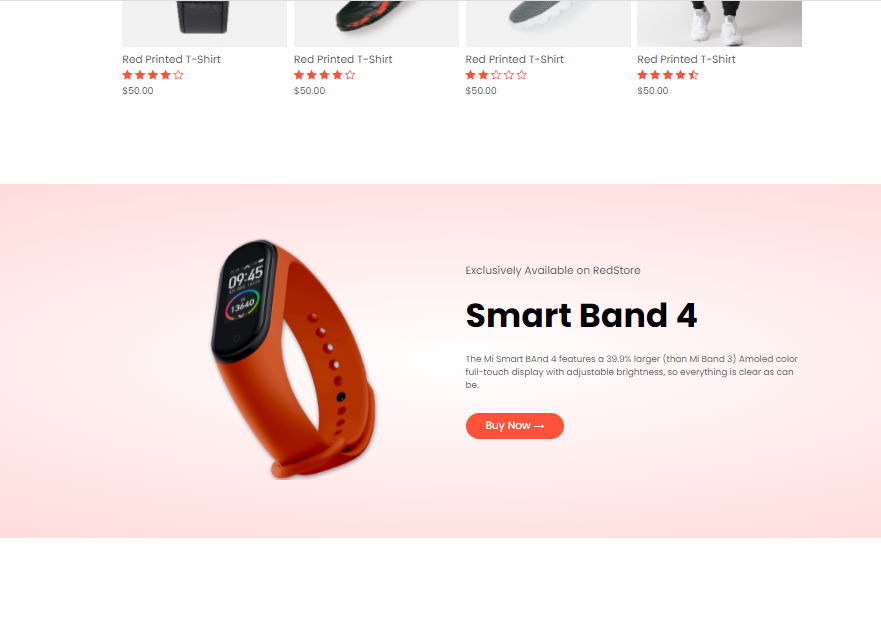 Red Printed T-Shirt Red Printed T-Shirt Red Printed T-Shirt Red Printed T-Shirt
$50.00 $50.00 $50.00 $50.00
09:45
13640
Exclusively Available on RedStore
Smart Band 4
The Mi Smart BAnd 4 features a 39.9% larger (than Mi Band 3) Amoled color
full-touch display with adjustable brightness, so everything is clear as can
be.
Buy Now →